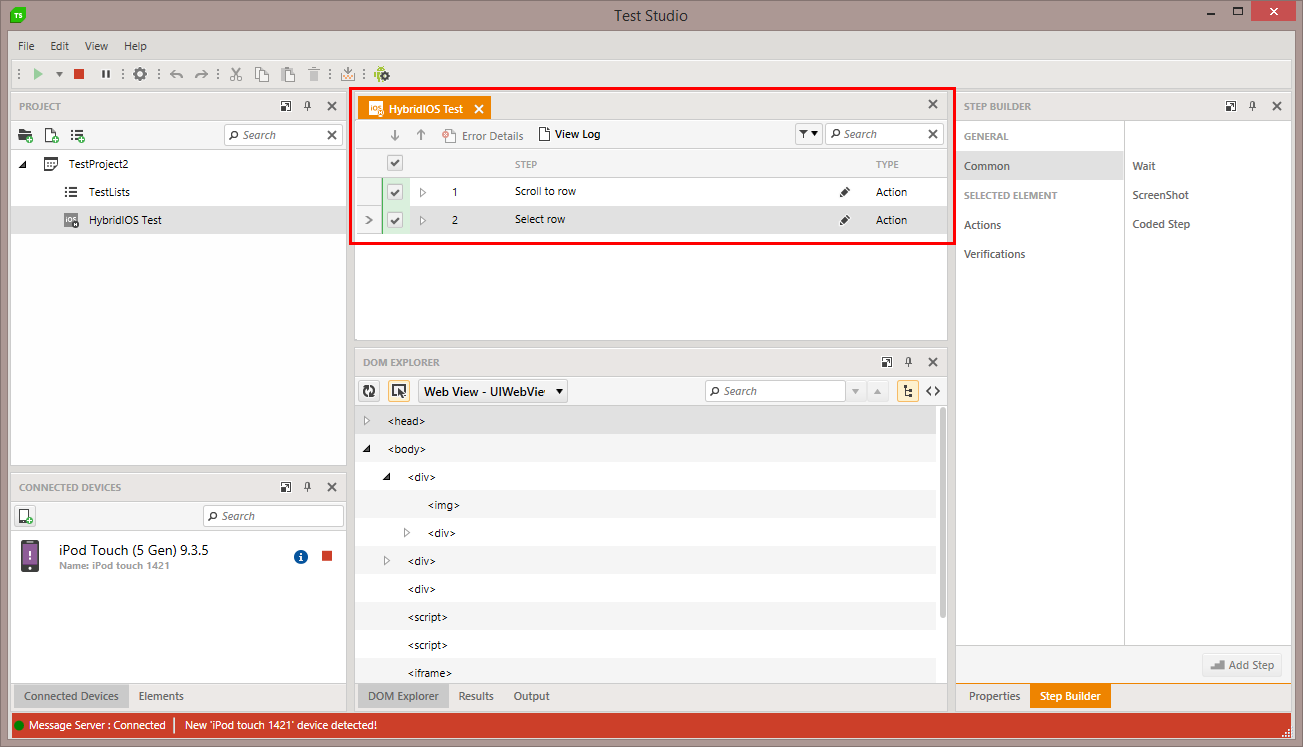 TS
Test Studio
File Edit View Help
PROJECT
Search
TestProject2
TestLists
iOS HybridIOS Test
CONNECTED DEVICES
Search
iPod Touch (5 Gen) 9.3.5
Name: iPod touch 1421
Connected Devices Elements
iOS HybridIOS Test
Error Details View Log Search
STEP TYPE
1 Scroll to row Action
2 Select row Action
DOM EXPLORER
Web View - UIWebVie Search
<head>
<body>
<div>
<img>
<div>
<div>
<div>
<script>
<script>
<iframe>
DOM Explorer Results Output
STEP BUILDER
GENERAL
Common
SELECTED ELEMENT
Actions
Verifications
Wait
ScreenShot
Coded Step
Add Step
Properties Step Builder
Message Server : Connected New 'iPod touch 1421' device detected!